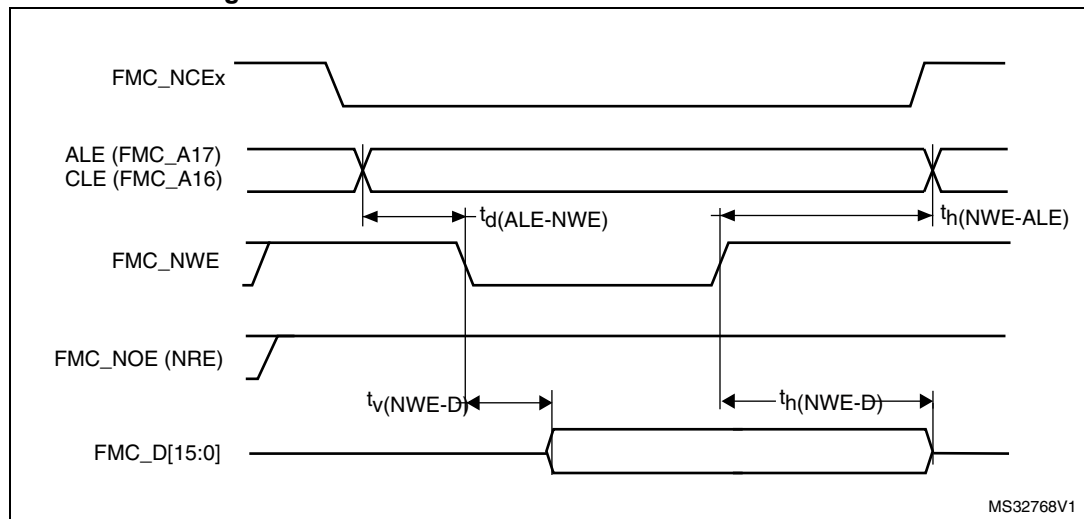 FMC_NCEx
ALE (FMC_A17)
CLE (FMC_A16)
td(ALE-NWE)
th(NWE-ALE)
FMC_NWE
FMC_NOE (NRE)
tv(NWE-D)
th(NWE-D)
FMC_D[15:0]
MS32768V1